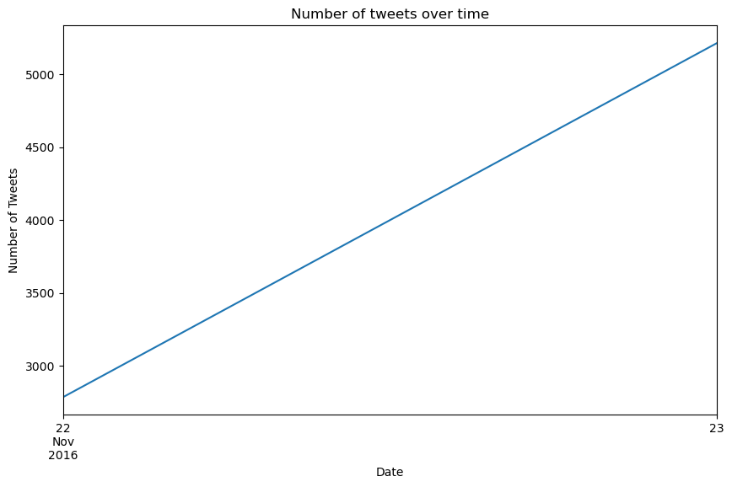 Number of tweets over time
Number of Tweets
5000
4500
4000
3500
3000
22
Nov
2016
23
Date